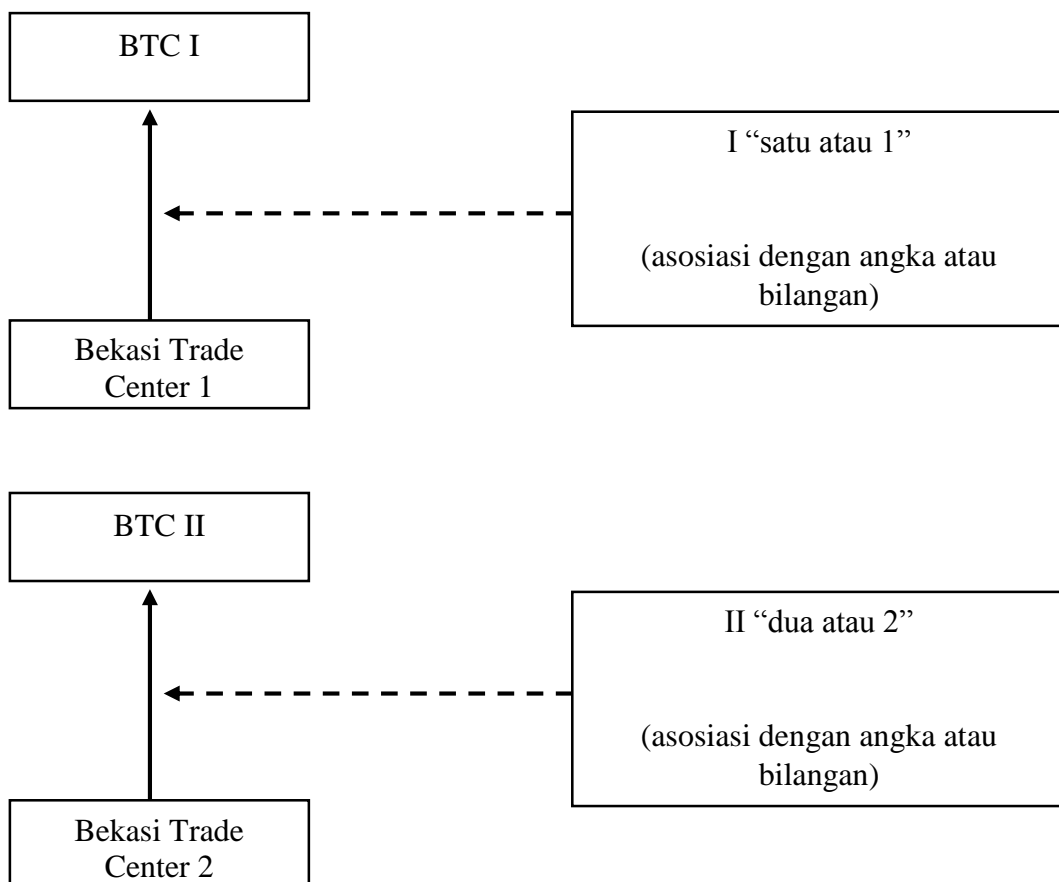 BTC I
I “satu atau 1”
(asosiasi dengan angka atau
bilangan)
Bekasi Trade
Center 1
BTC II
II “dua atau 2”
(asosiasi dengan angka atau
bilangan)
Bekasi Trade
Center 2